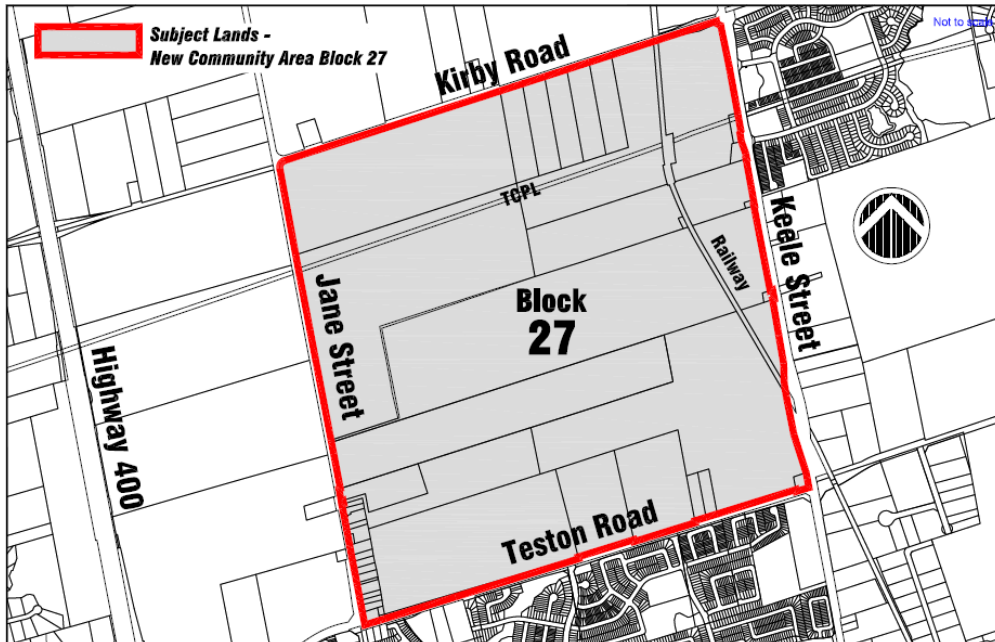 Subject Lands -
New Community Area Block 27
Not to scale
Kirby Road
TCPL
Keele Street
Railway
Jane Street
Block
27
Highway 400
Teston Road